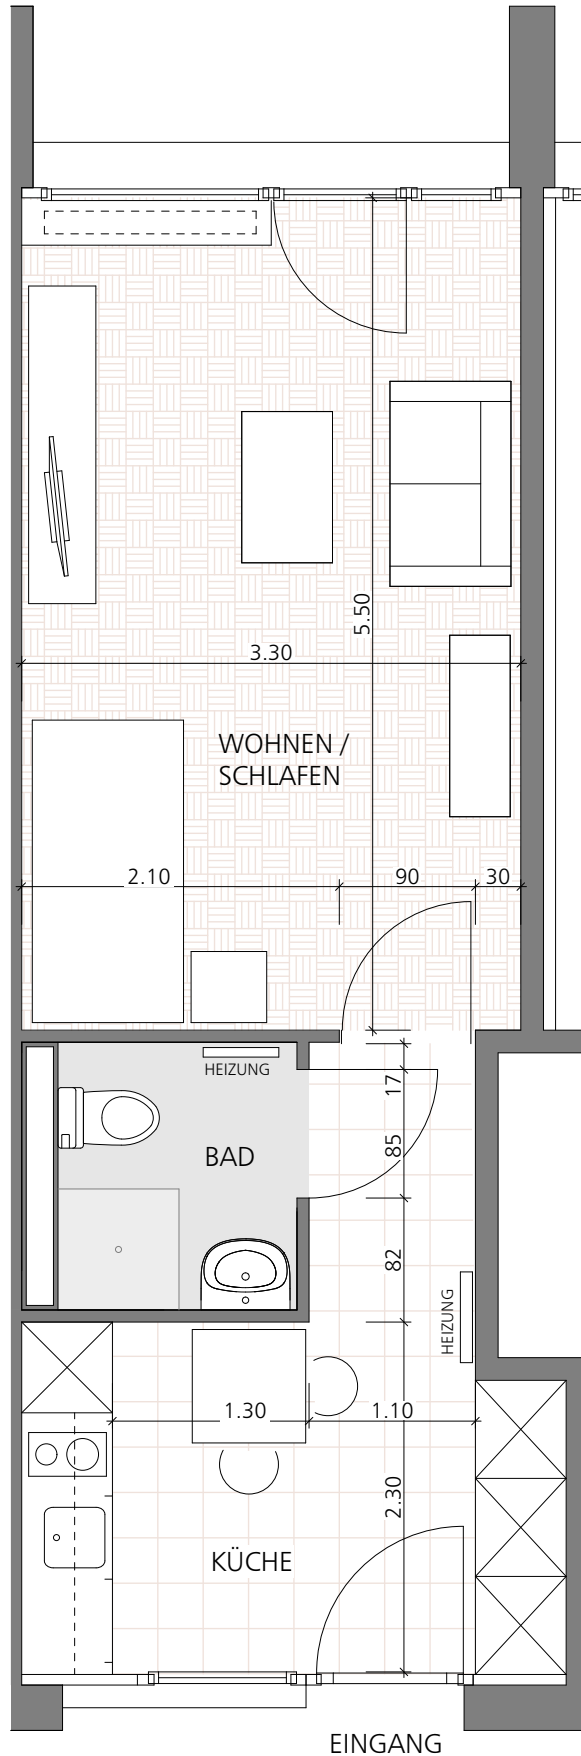 5.50
3.30
WOHNEN /
SCHLAFEN
2.10
90
30
HEIZUNG
17
85
BAD
82
HEIZUNG
1.30
1.10
2.30
KÜCHE
EINGANG